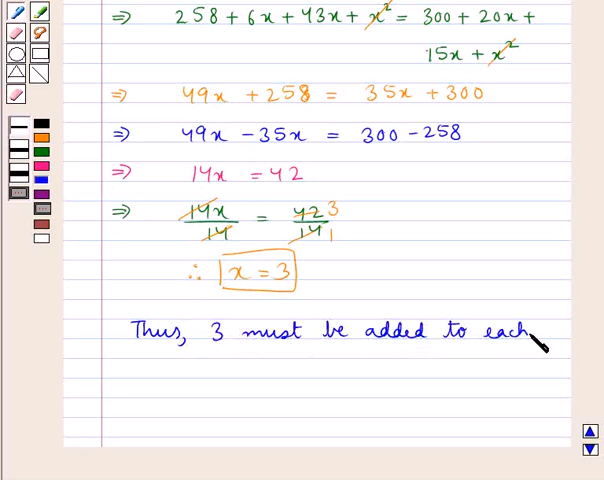 ⇒ 258 + 6x + 43x + x² = 300 + 20x +
15x + x²
⇒ 49x + 258 = 35x + 300
⇒ 49x - 35x = 300 - 258
⇒ 14x = 42
⇒ 14x/14 = 42/14 3/1
∴ x = 3
Thus, 3 must be added to each